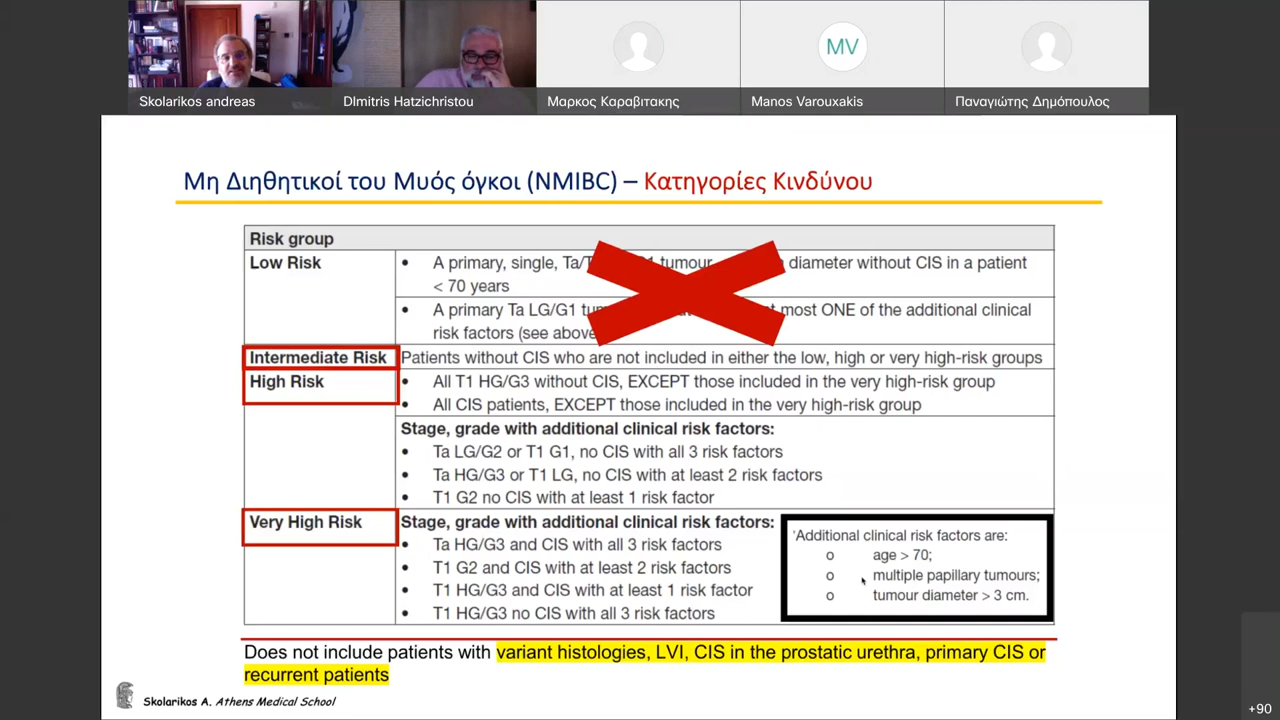 Skolarikos andreas
DImitris Hatzichristou
Μαρκος Καραβιτακης
MV
Manos Varouxakis
Παναγιώτης Δημόπουλος
Μη Διηθητικοί του Μυός όγκοι (NMIBC) – Κατηγορίες Κινδύνου
Risk group
Low Risk
• A primary, single, Ta/ tumour diameter without CIS in a patient
< 70 years
• A primary Ta LG/G1 most ONE of the additional clinical
risk factors (see above
Intermediate Risk
Patients without CIS who are not included in either the low, high or very high-risk groups
High Risk
• All T1 HG/G3 without CIS, EXCEPT those included in the very high-risk group
• All CIS patients, EXCEPT those included in the very high-risk group
Stage, grade with additional clinical risk factors:
• Ta LG/G2 or T1 G1, no CIS with all 3 risk factors
• Ta HG/G3 or T1 LG, no CIS with at least 2 risk factors
• T1 G2 no CIS with at least 1 risk factor
Very High Risk
Stage, grade with additional clinical risk factors:
• Ta HG/G3 and CIS with all 3 risk factors
• T1 G2 and CIS with at least 2 risk factors
• T1 HG/G3 and CIS with at least 1 risk factor
• T1 HG/G3 no CIS with all 3 risk factors
'Additional clinical risk factors are:
o age > 70;
o multiple papillary tumours;
o tumour diameter > 3 cm.
Does not include patients with variant histologies, LVI, CIS in the prostatic urethra, primary CIS or
recurrent patients
Skolarikos A. Athens Medical School
+90